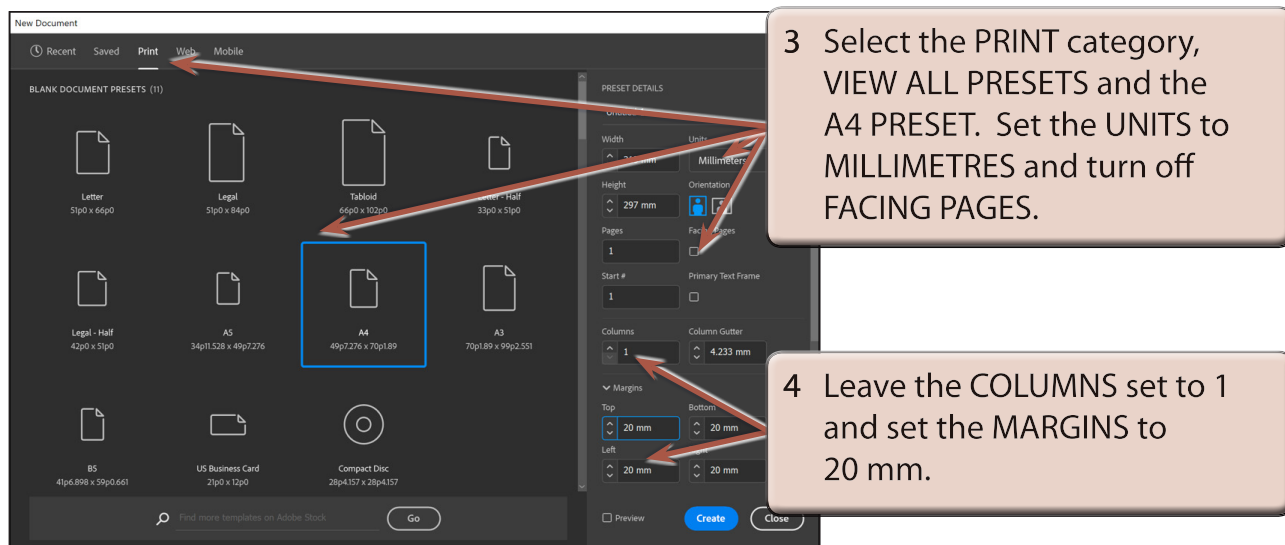 New Document
Recent Saved Print Web Mobile
BLANK DOCUMENT PRESETS (11)
Letter
51p0 x 66p0
Legal
51p0 x 84p0
Tabloid
66p0 x 102p0
- Half
33p0 x 51p0
Legal - Half
42p0 x 51p0
A5
34p11.528 x 49p7.276
A4
49p7.276 x 70p1.89
A3
70p1.89 x 99p2.551
B5
41p6.898 x 59p0.661
US Business Card
21p0 x 12p0
Compact Disc
28p4.157 x 28p4.157
Find more templates on Adobe Stock
Go
PRESET DETAILS
Width Units
mm Millimeters
Height Orientation
297 mm
Pages Facing Pages
1
Start # Primary Text Frame
1
Columns Column Gutter
1 4.233 mm
Margins
Top Bottom
20 mm 20 mm
Left
20 mm 20 mm
Preview Create Close
3 Select the PRINT category,
VIEW ALL PRESETS and the
A4 PRESET. Set the UNITS to
MILLIMETRES and turn off
FACING PAGES.
4 Leave the COLUMNS set to 1
and set the MARGINS to
20 mm.